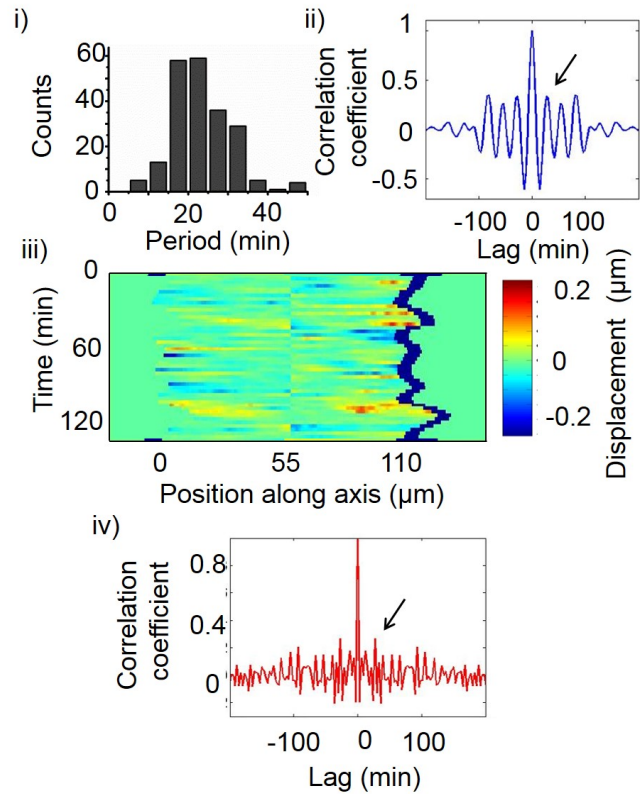 i)
60
40
20
0
Counts
0
20
40
Period (min)
ii)
1
0.5
0
-0.5
Correlation
coefficient
-100
0
100
Lag (min)
iii)
0
60
120
Time (min)
0
55
110
Position along axis (µm)
0.2
0
-0.2
Displacement (µm)
iv)
0.8
0.4
0
Correlation
coefficient
-100
0
100
Lag (min)